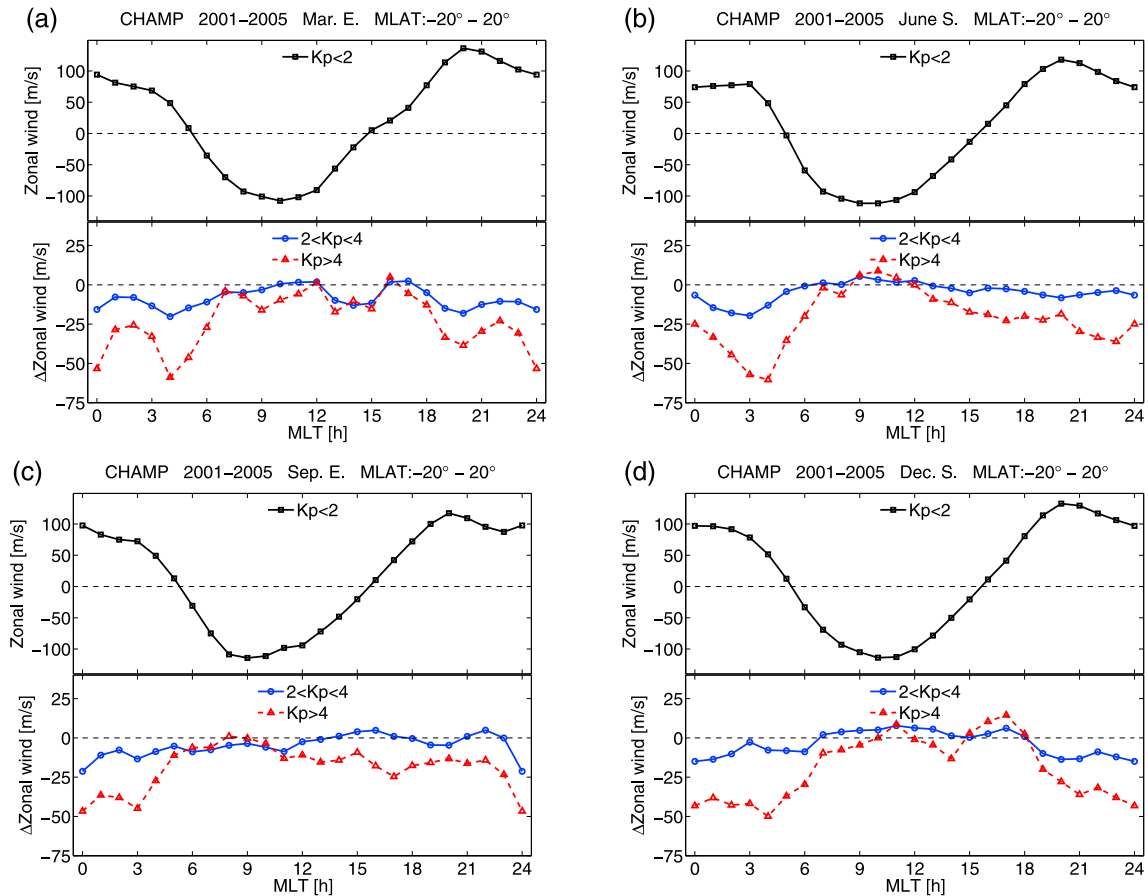 (a) CHAMP 2001−2005 Mar. E. MLAT:−20° − 20°
Kp<2
Zonal wind [m/s]
100
50
0
−50
−100
2<Kp<4
Kp>4
ΔZonal wind [m/s]
25
0
−25
−50
−75
0 3 6 9 12 15 18 21 24
MLT [h]
(b) CHAMP 2001−2005 June S. MLAT:−20° − 20°
Kp<2
Zonal wind [m/s]
100
50
0
−50
−100
2<Kp<4
Kp>4
ΔZonal wind [m/s]
25
0
−25
−50
−75
0 3 6 9 12 15 18 21 24
MLT [h]
(c) CHAMP 2001−2005 Sep. E. MLAT:−20° − 20°
Kp<2
Zonal wind [m/s]
100
50
0
−50
−100
2<Kp<4
Kp>4
ΔZonal wind [m/s]
25
0
−25
−50
−75
0 3 6 9 12 15 18 21 24
MLT [h]
(d) CHAMP 2001−2005 Dec. S. MLAT:−20° − 20°
Kp<2
Zonal wind [m/s]
100
50
0
−50
−100
2<Kp<4
Kp>4
ΔZonal wind [m/s]
25
0
−25
−50
−75
0 3 6 9 12 15 18 21 24
MLT [h]